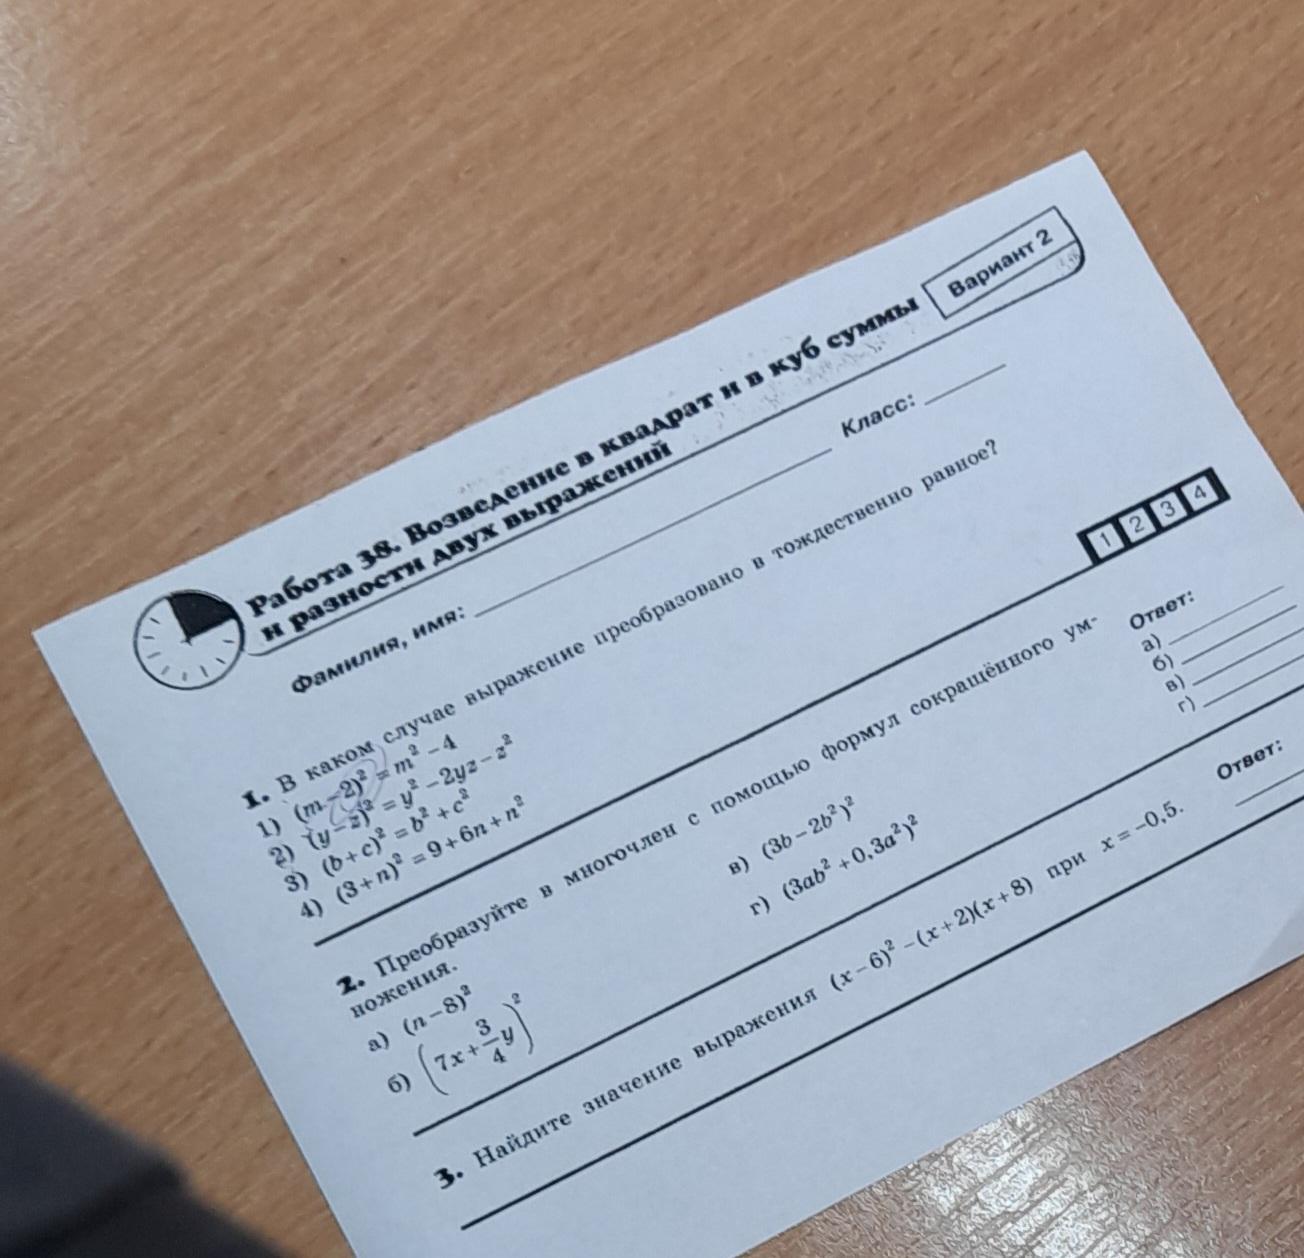 Работа 38. Возведение в квадрат и в куб суммы
и разности двух выражений
Вариант 2
Фамилия, имя: Класс:
1. В каком случае выражение преобразовано в тождественно равное?
1) (m − 2)² = m² − 4
2) (y − z)² = y² − 2yz − z²
3) (b + c)² = b² + c²
4) (3 + n)² = 9 + 6n + n²
1 2 3 4
2. Преобразуйте в многочлен с помощью формул сокращённого ум-
ножения.
а) (n − 8)²
б) (7x + 3/4 y)²
в) (3b − 2b²)²
г) (3ab² + 0,3a²)²
Ответ:
а)
б)
в)
г)
3. Найдите значение выражения (x − 6)² − (x + 2)(x + 8) при x = −0,5.
Ответ: